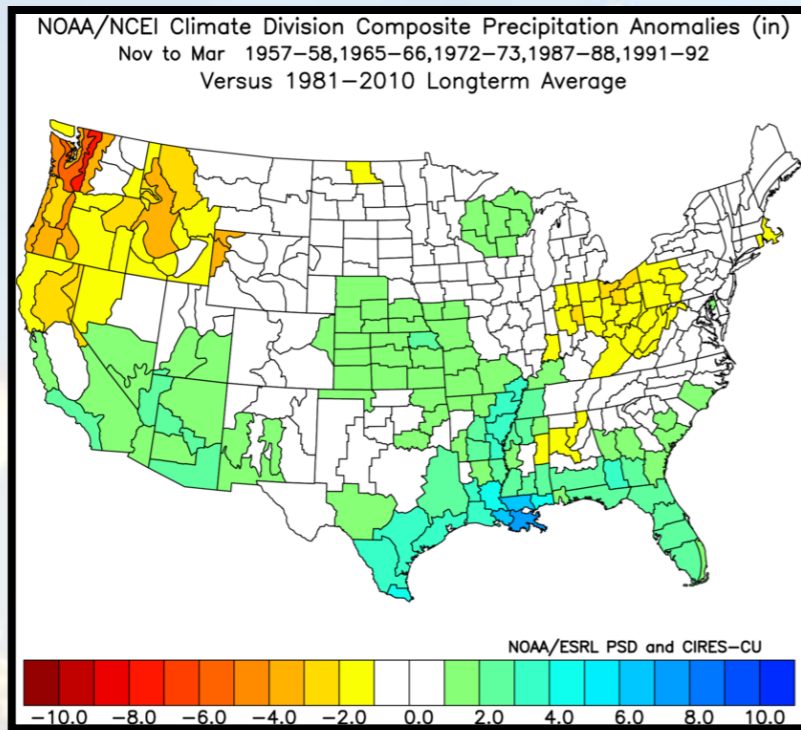 NOAA/NCEI Climate Division Composite Precipitation Anomalies (in)
Nov to Mar 1957-58,1965-66,1972-73,1987-88,1991-92
Versus 1981-2010 Longterm Average
NOAA/ESRL PSD and CIRES-CU
-10.0 -8.0 -6.0 -4.0 -2.0 0.0 2.0 4.0 6.0 8.0 10.0